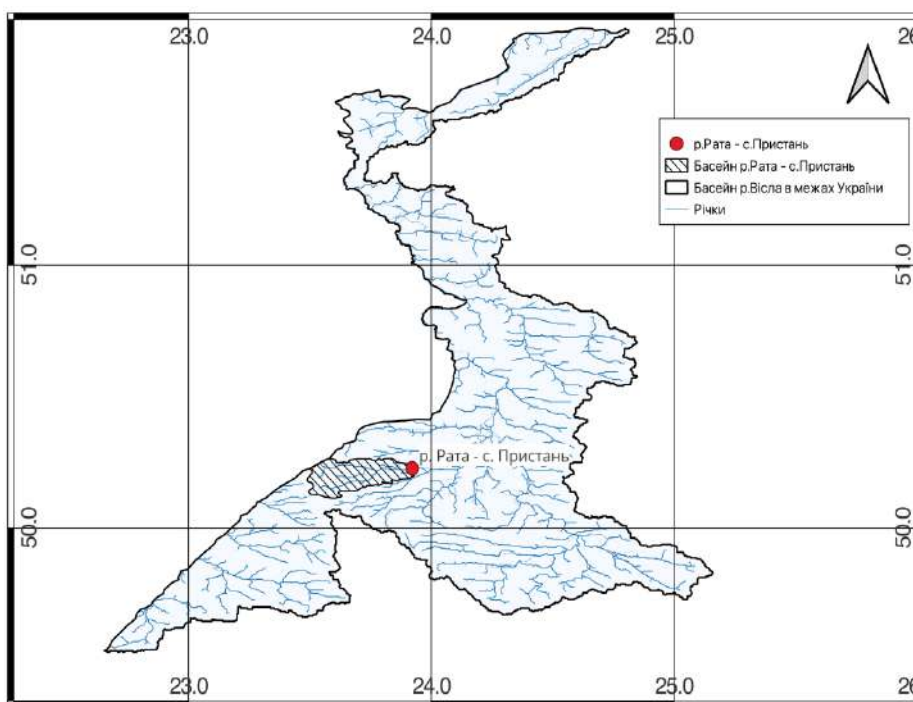 23.0 24.0 25.0 26
р.Рата - с.Пристань
Басейн р.Рата - с.Пристань
Басейн р.Вісла в межах України
Річки
51.0 51.0
р. Рата - с. Пристань
50.0 50.0
23.0 24.0 25.0 26